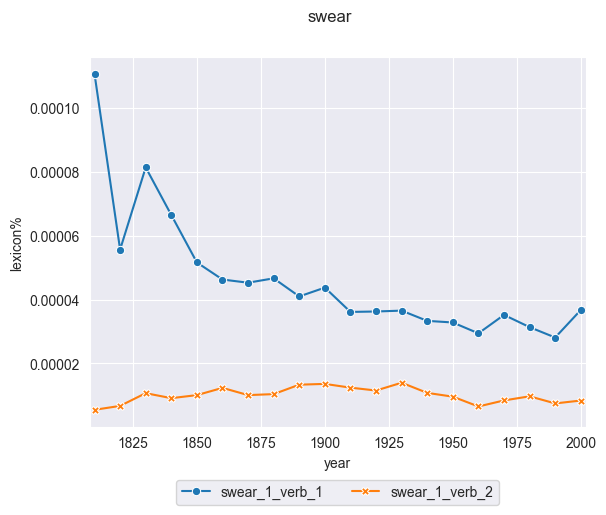 swear
0.00010
0.00008
0.00006
0.00004
0.00002
lexicon%
1825 1850 1875 1900 1925 1950 1975 2000
year
swear_1_verb_1 swear_1_verb_2